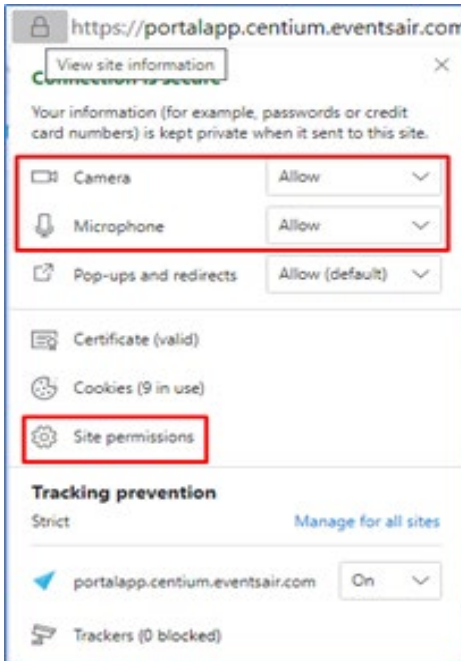 https://portalapp.centium.eventsair.com
View site information
Connection is secure
Your information (for example, passwords or credit
card numbers) is kept private when it sent to this site.
Camera Allow
Microphone Allow
Pop-ups and redirects Allow (default)
Certificate (valid)
Cookies (9 in use)
Site permissions
Tracking prevention
Strict Manage for all sites
portalapp.centium.eventsair.com On
Trackers (0 blocked)